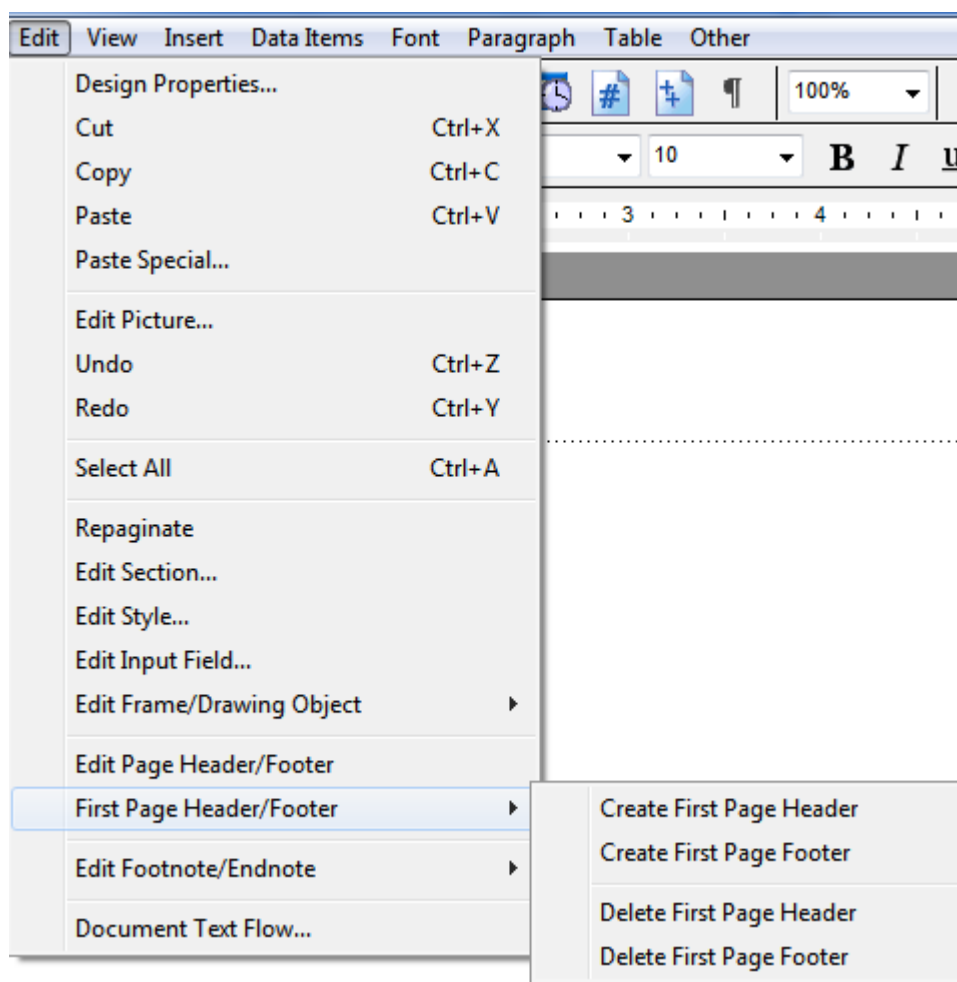 Edit View Insert Data Items Font Paragraph Table Other
Design Properties...
100%
Cut Ctrl+X
10 B I u
Copy Ctrl+C
Paste Ctrl+V
3 4
Paste Special...
Edit Picture...
Undo Ctrl+Z
Redo Ctrl+Y
Select All Ctrl+A
Repaginate
Edit Section...
Edit Style...
Edit Input Field...
Edit Frame/Drawing Object
Edit Page Header/Footer
First Page Header/Footer
Create First Page Header
Create First Page Footer
Edit Footnote/Endnote
Delete First Page Header
Document Text Flow...
Delete First Page Footer